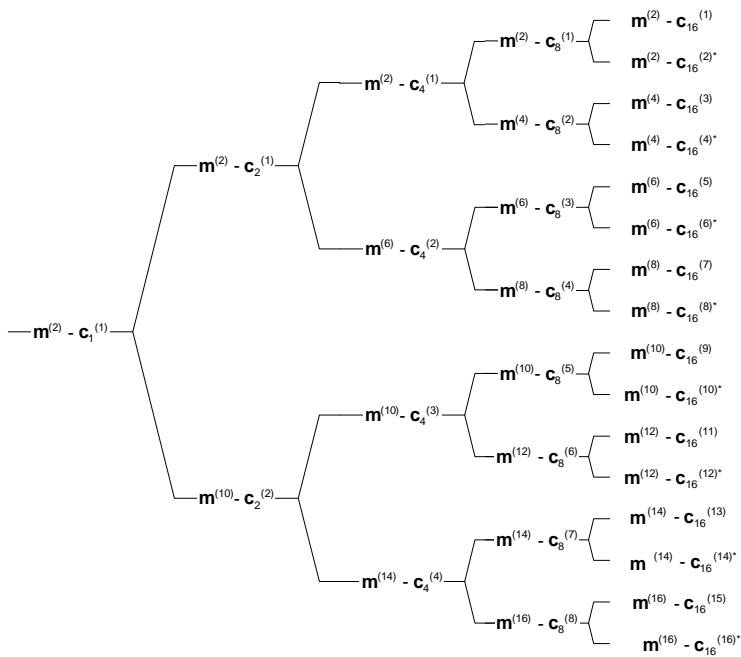 m(2) - c16(1)
m(2) - c8(1)
m(2) - c16(2)*
m(2) - c4(1)
m(4) - c16(3)
m(4) - c8(2)
m(4) - c16(4)*
m(2) - c2(1)
m(6) - c16(5)
m(6) - c8(3)
m(6) - c16(6)*
m(6) - c4(2)
m(8) - c16(7)
m(8) - c8(4)
m(8) - c16(8)*
m(2) - c1(1)
m(10) - c16(9)
m(10) - c8(5)
m(10) - c16(10)*
m(10) - c4(3)
m(12) - c16(11)
m(12) - c8(6)
m(12) - c16(12)*
m(10) - c2(2)
m(14) - c16(13)
m(14) - c8(7)
m (14) - c16(14)*
m(14) - c4(4)
m(16) - c16(15)
m(16) - c8(8)
m(16) - c16(16)*